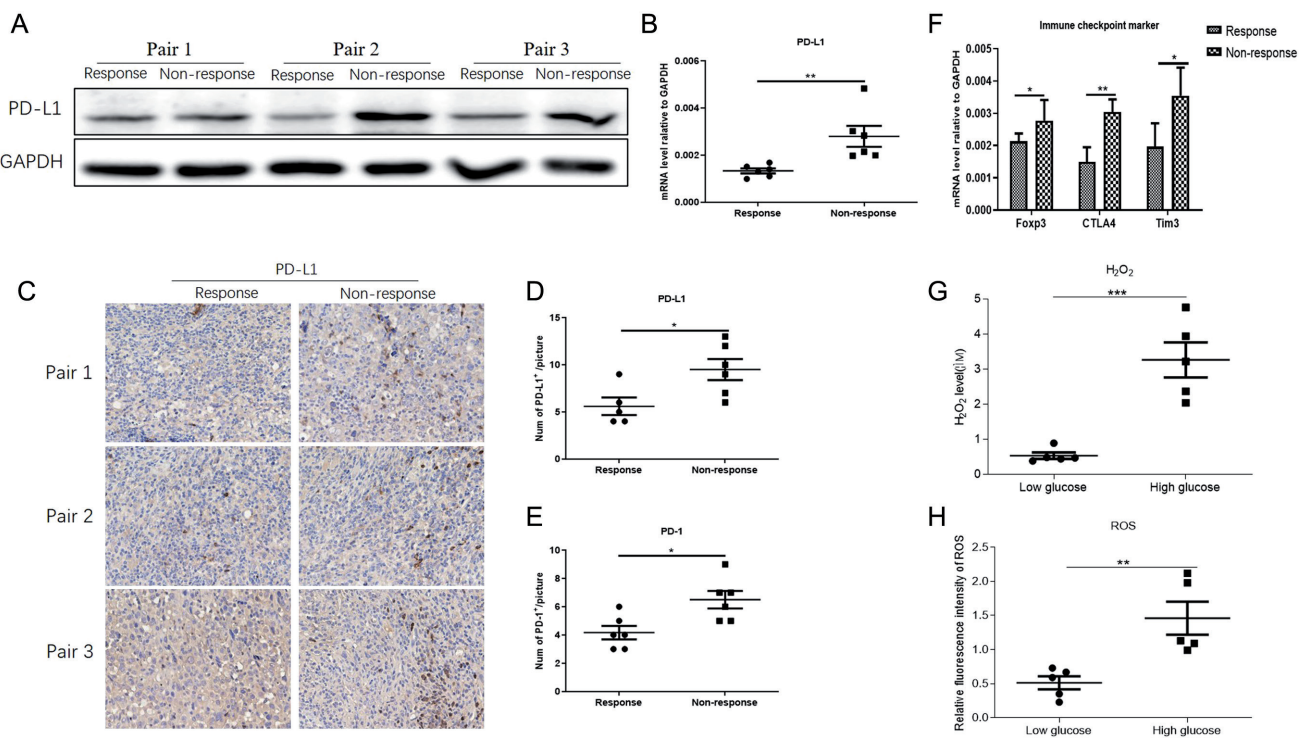 A
Pair 1 Pair 2 Pair 3
Response Non-response Response Non-response Response Non-response
PD-L1
GAPDH
B
PD-L1
mRNA level ralative to GAPDH
0.006
0.004
0.002
0.000
**
Response Non-response
F
Immune checkpoint marker
Response
Non-response
mRNA level ralative to GAPDH
0.005
0.004
0.003
0.002
0.001
0.000
* ** *
Foxp3 CTLA4 Tim3
C
PD-L1
Response Non-response
Pair 1
Pair 2
Pair 3
D
PD-L1
Num of PD-L1⁺/picture
15
10
5
0
*
Response Non-response
E
PD-1
Num of PD-1⁺/picture
10
8
6
4
2
0
*
Response Non-response
G
H₂O₂
H₂O₂ level(μM)
5
4
3
2
1
0
***
Low glucose High glucose
H
ROS
Relative fluorescence intensity of ROS
2.5
2.0
1.5
1.0
0.5
0.0
**
Low glucose High glucose